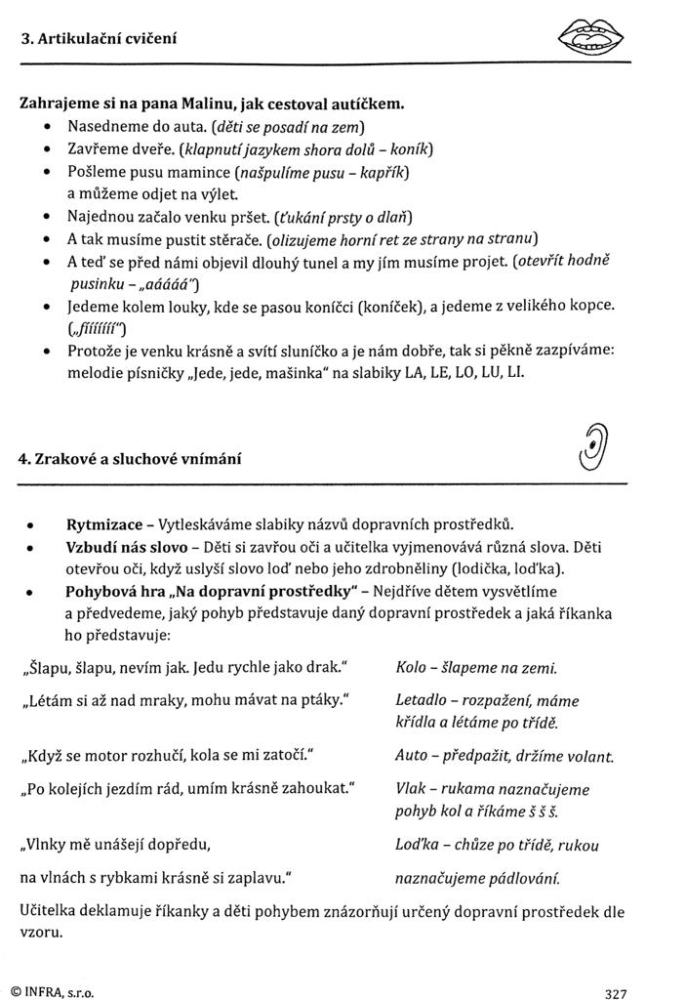 3. Artikulační cvičení
Zahrajeme si na pana Malinu, jak cestoval autíčkem.
• Nasedneme do auta. (děti se posadí na zem)
• Zavřeme dveře. (klapnutí jazykem shora dolů – koník)
• Pošleme pusu mamince (našpulíme pusu – kapřík)
a můžeme odjet na výlet.
• Najednou začalo venku pršet. (ťukání prsty o dlaň)
• A tak musíme pustit stěrače. (olizujeme horní ret ze strany na stranu)
• A teď se před námi objevil dlouhý tunel a my jím musíme projet. (otevřít hodně
pusinku – „aáááá“)
• Jedeme kolem louky, kde se pasou koníčci (koníček), a jedeme z velikého kopce.
(„fííííííí“)
• Protože je venku krásně a svítí sluníčko a je nám dobře, tak si pěkně zazpíváme:
melodie písničky „Jede, jede, mašinka“ na slabiky LA, LE, LO, LU, LI.
4. Zrakové a sluchové vnímání
• Rytmizace – Vytleskáváme slabiky názvů dopravních prostředků.
• Vzbudí nás slovo – Děti si zavřou oči a učitelka vyjmenovává různá slova. Děti
otevřou oči, když uslyší slovo loď nebo jeho zdrobněliny (lodička, loďka).
• Pohybová hra „Na dopravní prostředky“ – Nejdříve dětem vysvětlíme
a předvedeme, jaký pohyb představuje daný dopravní prostředek a jaká říkanka
ho představuje:
„Šlapu, šlapu, nevím jak. Jedu rychle jako drak.“ Kolo – šlapeme na zemi.
„Létám si až nad mraky, mohu mávat na ptáky.“ Letadlo – rozpažení, máme
křídla a létáme po třídě.
„Když se motor rozhučí, kola se mi zatočí.“ Auto – předpažit, držíme volant.
„Po kolejích jezdím rád, umím krásně zahoukat.“ Vlak – rukama naznačujeme
pohyb kol a říkáme š š š.
„Vlnky mě unášejí dopředu, Loďka – chůze po třídě, rukou
na vlnách s rybkami krásně si zaplavu.“ naznačujeme pádlování.
Učitelka deklamuje říkanky a děti pohybem znázorňují určený dopravní prostředek dle
vzoru.
© INFRA, s.r.o. 327